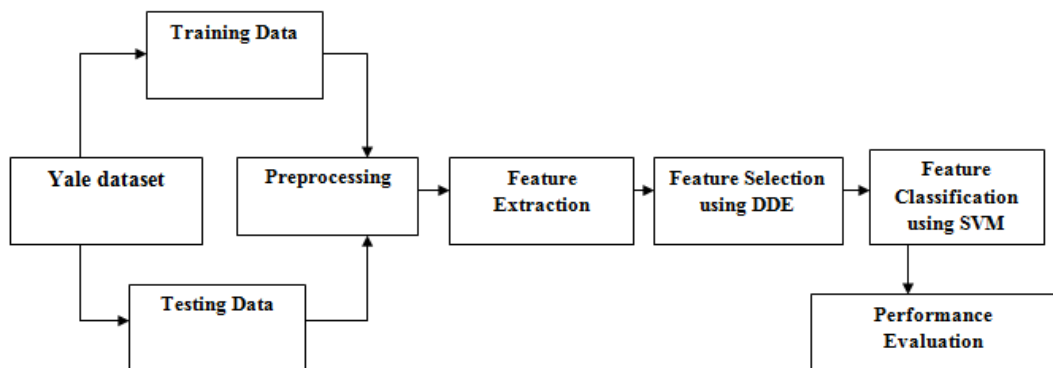 Training Data
Yale dataset
Preprocessing
Feature
Extraction
Feature Selection
using DDE
Feature
Classification
using SVM
Testing Data
Performance
Evaluation